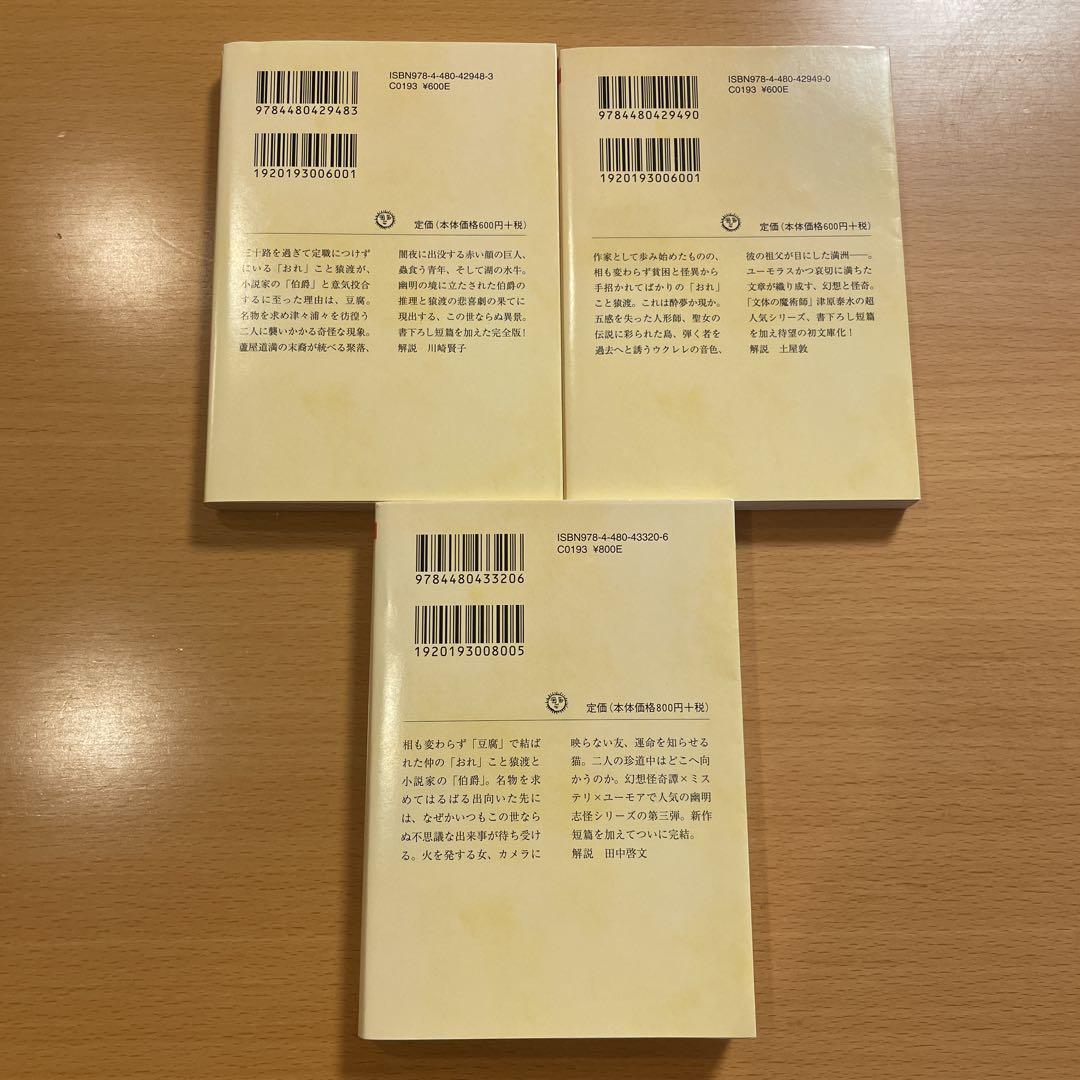 ISBN978-4-480-42948-3
C0193 ¥600E
9784480429483
1920193006001
定価(本体価格600円+税)
三十路を過ぎて定職につけず
にいる「おれ」こと猿渡が、
小説家の「伯爵」と意気投合
するに至った理由は、豆腐。
名物を求め津々浦々を彷徨う
二人に襲いかかる奇怪な現象。
蘆屋道満の末裔が統べる聚落、
闇夜に出没する赤い顔の巨人、
蟲食う青年、そして湖の水牛。
幽明の境に立たされた伯爵の
推理と猿渡の悲喜劇の果てに
現出する、この世ならぬ異景。
書下ろし短篇を加えた完全版!
解説 川崎賢子
ISBN978-4-480-42949-0
C0193 ¥600E
9784480429490
1920193006001
定価(本体価格600円+税)
作家として歩み始めたものの、
相も変わらず貧困と怪異から
手招かれてばかりの「おれ」
こと猿渡。これは酔夢か現か。
五感を失った人形師、聖女の
伝説に彩られた島、弾く者を
過去へと誘うウクレレの音色、
彼の祖父が目にした満洲――。
ユーモラスかつ哀切に満ちた
文章が織り成す、幻想と怪奇。
「文体の魔術師」津原泰水の超
人気シリーズ、書下ろし短篇
を加え待望の初文庫化!
解説 土屋敦
ISBN978-4-480-43320-6
C0193 ¥800E
9784480433206
1920193008005
定価(本体価格800円+税)
相も変わらず「豆腐」で結ば
れた仲の「おれ」こと猿渡と
小説家の「伯爵」。名物を求
めてはるばる出向いた先に
は、なぜかいつもこの世なら
ぬ不思議な出来事が待ち受け
る。火を発する女、カメラに
映らない友、運命を知らせる
猫。二人の珍道中はどこへ向
かうのか。幻想怪奇譚×ミス
テリ×ユーモアで人気の幽明
志怪シリーズの第三弾。新作
短篇を加えてついに完結。
解説 田中啓文